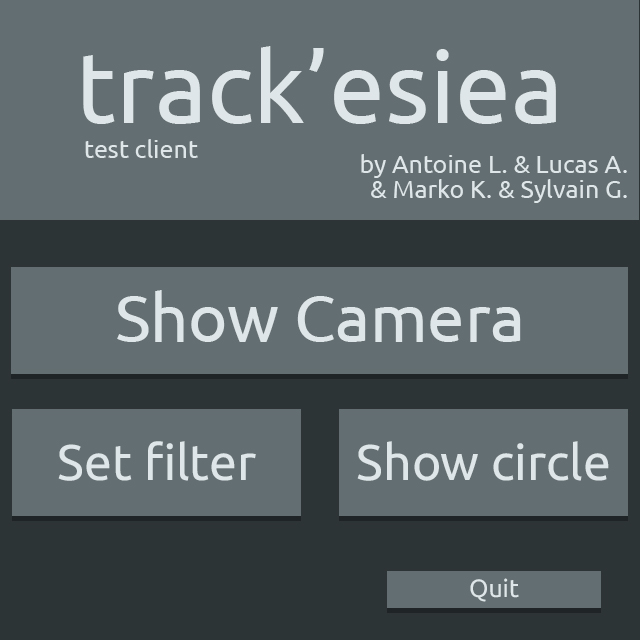 track’esiea
test client
by Antoine L. & Lucas A.
& Marko K. & Sylvain G.
Show Camera
Set filter
Show circle
Quit